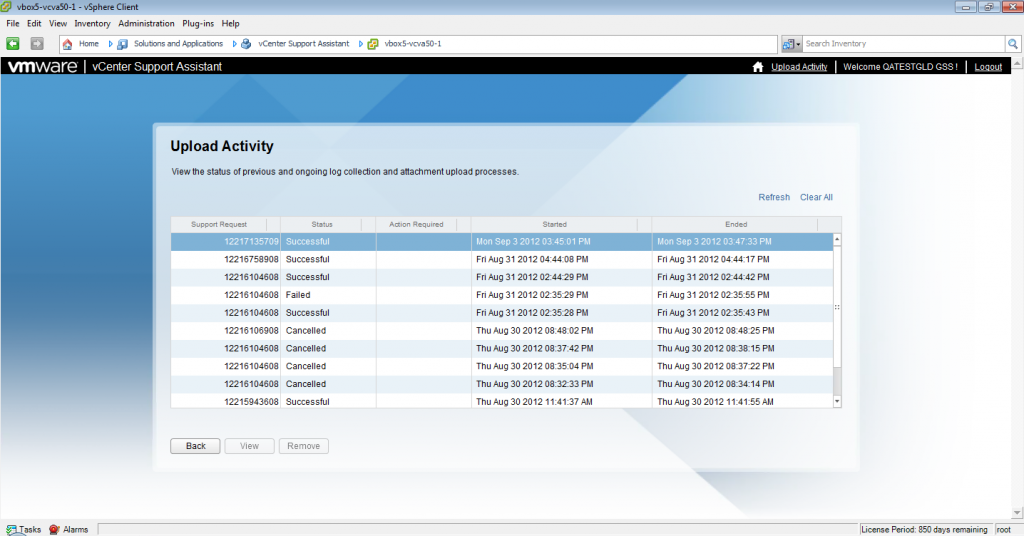 vbox5-vcva50-1 - vSphere Client
File Edit View Inventory Administration Plug-ins Help
Home Solutions and Applications vCenter Support Assistant vbox5-vcva50-1 Search Inventory
vmware | vCenter Support Assistant Upload Activity Welcome QATESTGLD GSS ! Logout
Upload Activity
View the status of previous and ongoing log collection and attachment upload processes.
Refresh Clear All
Support Request Status Action Required Started Ended
12217135709 Successful Mon Sep 3 2012 03:45:01 PM Mon Sep 3 2012 03:47:33 PM
12216758908 Successful Fri Aug 31 2012 04:44:08 PM Fri Aug 31 2012 04:44:17 PM
12216104608 Successful Fri Aug 31 2012 02:44:29 PM Fri Aug 31 2012 02:44:42 PM
12216104608 Failed Fri Aug 31 2012 02:35:29 PM Fri Aug 31 2012 02:35:55 PM
12216104608 Successful Fri Aug 31 2012 02:35:28 PM Fri Aug 31 2012 02:35:43 PM
12216106908 Cancelled Thu Aug 30 2012 08:48:02 PM Thu Aug 30 2012 08:48:25 PM
12216104608 Cancelled Thu Aug 30 2012 08:37:42 PM Thu Aug 30 2012 08:38:15 PM
12216104608 Cancelled Thu Aug 30 2012 08:35:04 PM Thu Aug 30 2012 08:37:22 PM
12216104608 Cancelled Thu Aug 30 2012 08:32:33 PM Thu Aug 30 2012 08:34:14 PM
12215943608 Successful Thu Aug 30 2012 11:41:37 AM Thu Aug 30 2012 11:41:55 AM
Back View Remove
Tasks Alarms License Period: 850 days remaining root